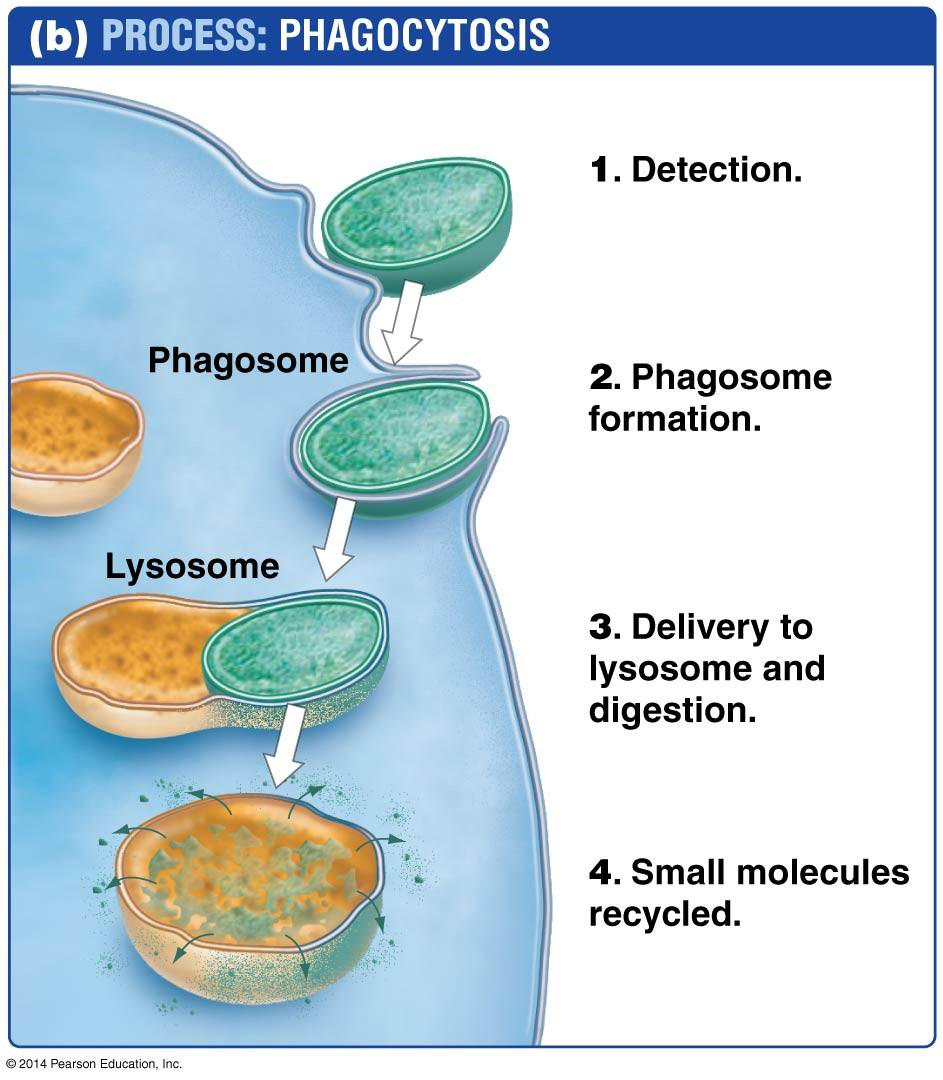 (b) PROCESS: PHAGOCYTOSIS
1. Detection.
Phagosome
2. Phagosome
formation.
Lysosome
3. Delivery to
lysosome and
digestion.
4. Small molecules
recycled.
© 2014 Pearson Education, Inc.